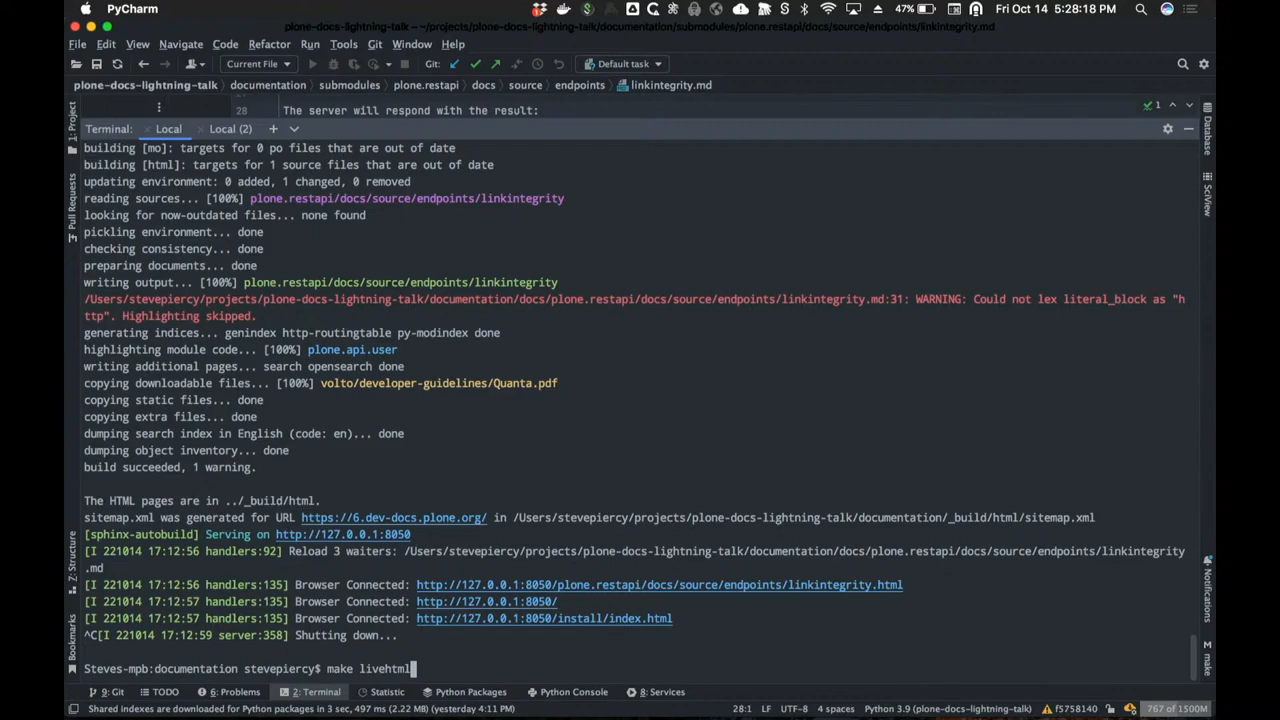 PyCharm
47%
Fri Oct 14 5:28:18 PM
plone-docs-lightning-talk – ~/projects/plone-docs-lightning-talk/documentation/submodules/plone.restapi/docs/source/endpoints/linkintegrity.md
File Edit View Navigate Code Refactor Run Tools Git Window Help
Current File Git: Default task
plone-docs-lightning-talk documentation submodules plone.restapi docs source endpoints linkintegrity.md
28 The server will respond with the result: 1
Terminal: Local Local (2)
building [mo]: targets for 0 po files that are out of date
building [html]: targets for 1 source files that are out of date
updating environment: 0 added, 1 changed, 0 removed
reading sources... [100%] plone.restapi/docs/source/endpoints/linkintegrity
looking for now-outdated files... none found
pickling environment... done
checking consistency... done
preparing documents... done
writing output... [100%] plone.restapi/docs/source/endpoints/linkintegrity
/Users/stevepiercy/projects/plone-docs-lightning-talk/documentation/docs/plone.restapi/docs/source/endpoints/linkintegrity.md:31: WARNING: Could not lex literal_block as "h
ttp". Highlighting skipped.
generating indices... genindex http-routingtable py-modindex done
highlighting module code... [100%] plone.api.user
writing additional pages... search opensearch done
copying downloadable files... [100%] volto/developer-guidelines/Quanta.pdf
copying static files... done
copying extra files... done
dumping search index in English (code: en)... done
dumping object inventory... done
build succeeded, 1 warning.
The HTML pages are in ../_build/html.
sitemap.xml was generated for URL https://6.dev-docs.plone.org/ in /Users/stevepiercy/projects/plone-docs-lightning-talk/documentation/_build/html/sitemap.xml
[sphinx-autobuild] Serving on http://127.0.0.1:8050
[I 221014 17:12:56 handlers:92] Reload 3 waiters: /Users/stevepiercy/projects/plone-docs-lightning-talk/documentation/docs/plone.restapi/docs/source/endpoints/linkintegrity
.md
[I 221014 17:12:56 handlers:135] Browser Connected: http://127.0.0.1:8050/plone.restapi/docs/source/endpoints/linkintegrity.html
[I 221014 17:12:57 handlers:135] Browser Connected: http://127.0.0.1:8050/
[I 221014 17:12:57 handlers:135] Browser Connected: http://127.0.0.1:8050/install/index.html
^C[I 221014 17:12:59 server:358] Shutting down...
Steves-mpb:documentation stevepiercy$ make livehtml
1: Project
Pull Requests
Z: Structure
Bookmarks
Database
SciView
Notifications
M make
9: Git TODO 6: Problems 2: Terminal Statistic Python Packages Python Console 8: Services
Shared indexes are downloaded for Python packages in 3 sec, 497 ms (2.22 MB) (yesterday 4:11 PM) 28:1 LF UTF-8 4 spaces Python 3.9 (plone-docs-lightning-talk) f5758140 767 of 1500M